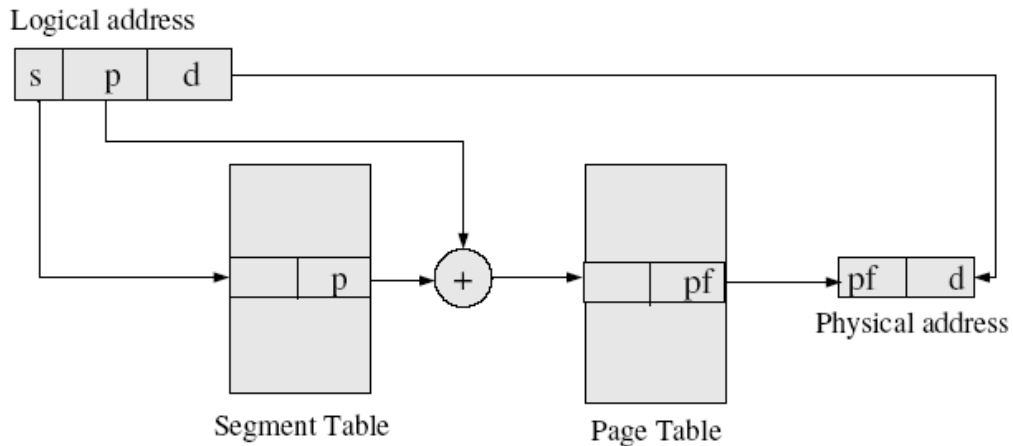 Logical address
s p d
p
+
pf
pf d
Physical address
Segment Table
Page Table